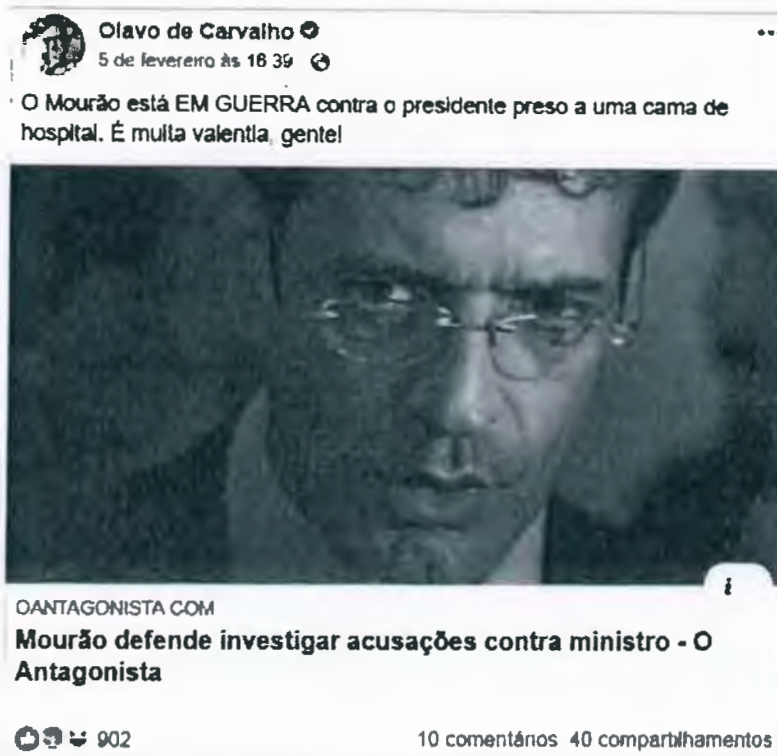 Olavo de Carvalho
5 de fevereiro às 16 39
O Mourão está EM GUERRA contra o presidente preso a uma cama de
hospital. É muita valentia, gente!
i
OANTAGONISTA COM
Mourão defende investigar acusações contra ministro - O
Antagonista
902
10 comentários 40 compartilhamentos